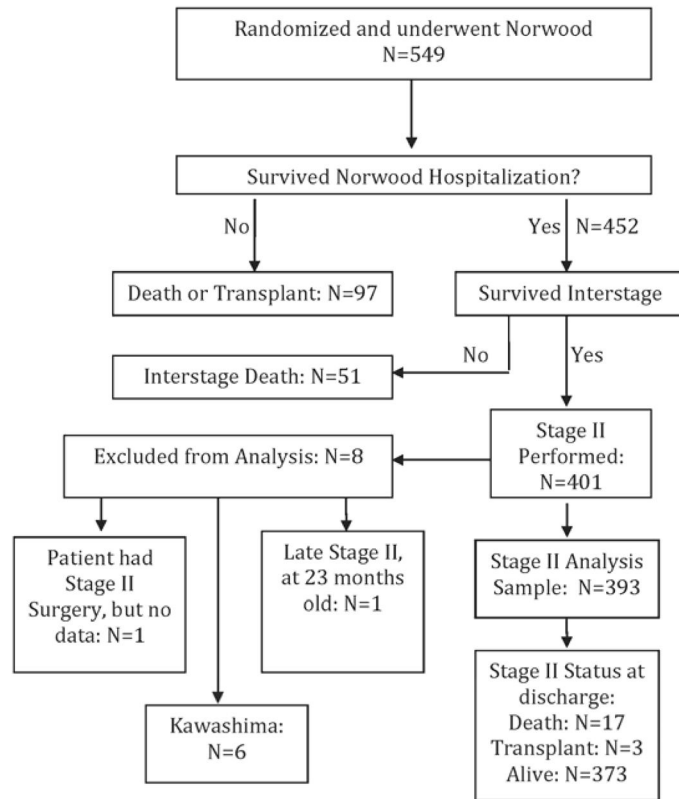 Randomized and underwent Norwood
N=549
Survived Norwood Hospitalization?
No
Yes
N=452
Death or Transplant: N=97
Survived Interstage
No
Yes
Interstage Death: N=51
Stage II
Performed:
N=401
Excluded from Analysis: N=8
Patient had
Stage II
Surgery, but no
data: N=1
Late Stage II,
at 23 months
old: N=1
Stage II Analysis
Sample: N=393
Kawashima:
N=6
Stage II Status at
discharge:
Death: N=17
Transplant: N=3
Alive: N=373